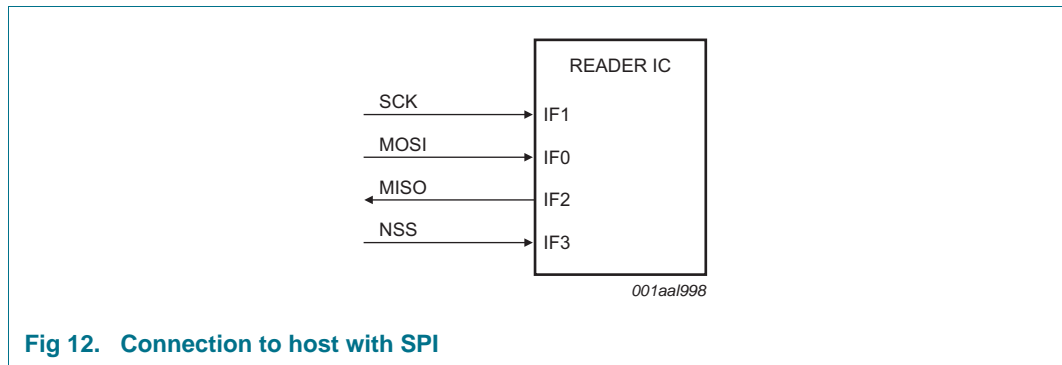 READER IC
SCK
IF1
MOSI
IF0
MISO
IF2
NSS
IF3
001aal998
Fig 12. Connection to host with SPI